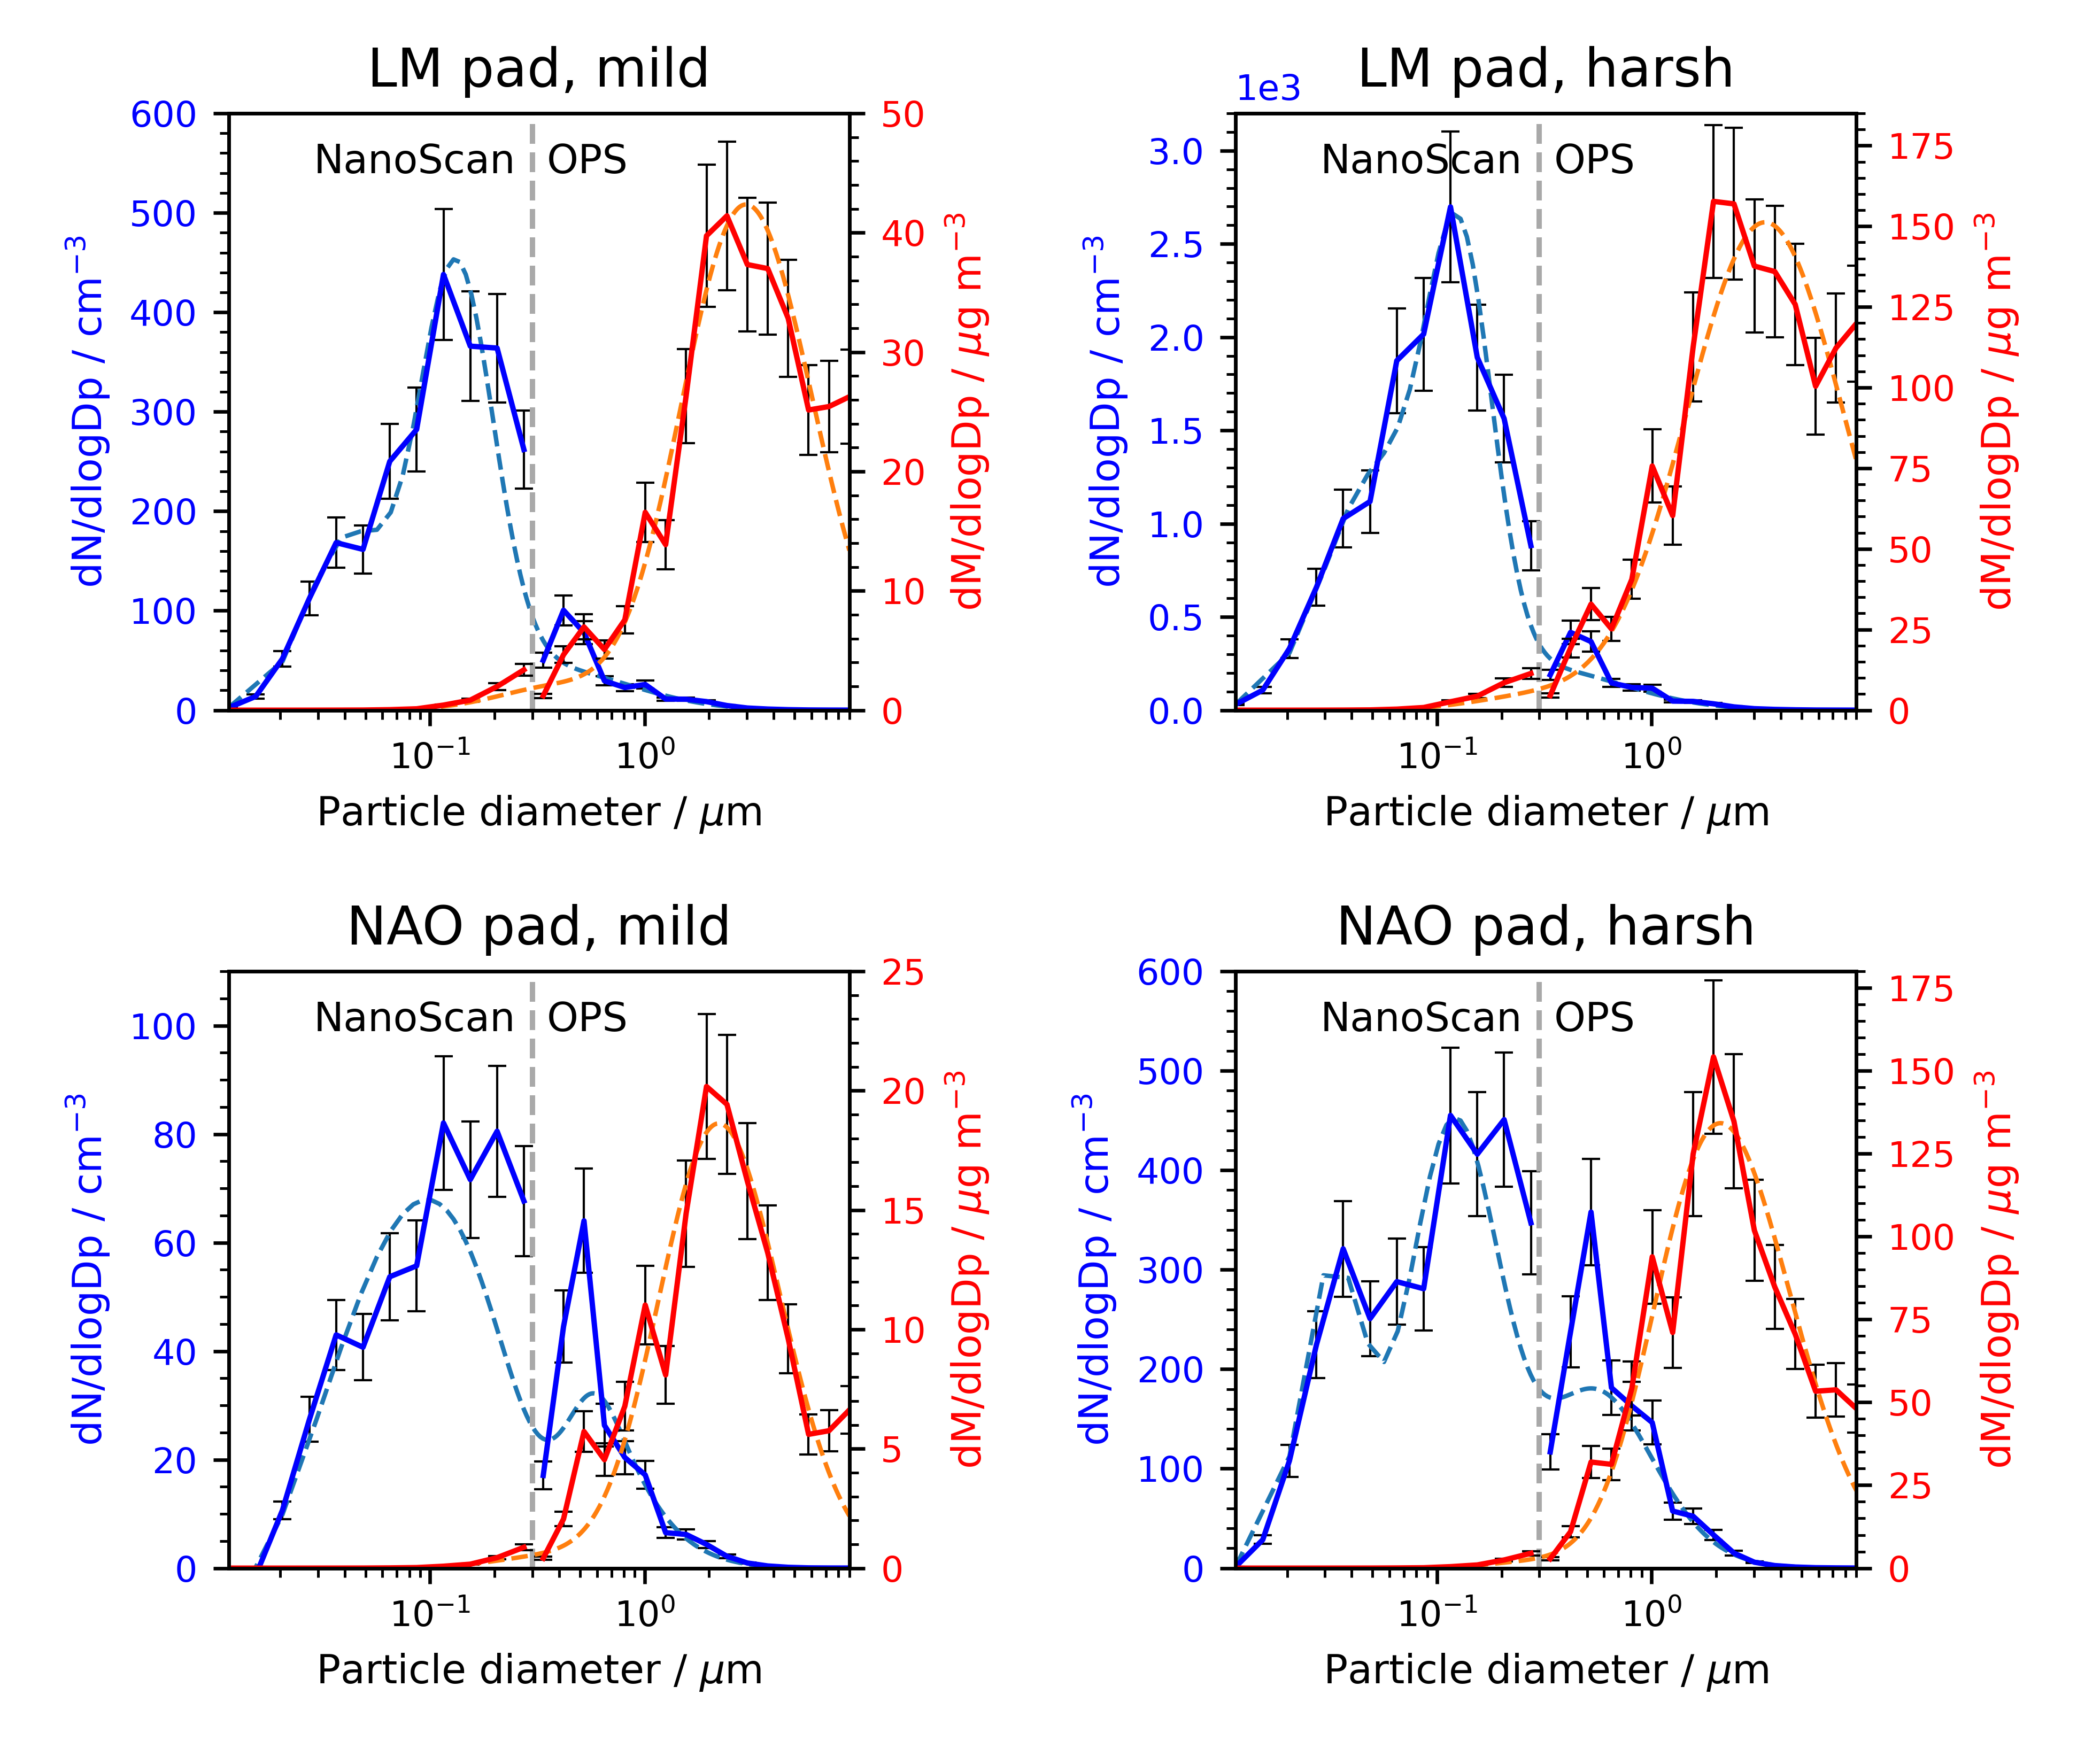 LM pad, mild
600
500
400
300
200
100
0
dN/dlogDp / cm⁻³
NanoScan
OPS
50
40
30
20
10
0
dM/dlogDp / μg m⁻³
10⁻¹
10⁰
Particle diameter / μm
LM pad, harsh
1e3
3.0
2.5
2.0
1.5
1.0
0.5
0.0
dN/dlogDp / cm⁻³
NanoScan
OPS
175
150
125
100
75
50
25
0
dM/dlogDp / μg m⁻³
10⁻¹
10⁰
Particle diameter / μm
NAO pad, mild
100
80
60
40
20
0
dN/dlogDp / cm⁻³
NanoScan
OPS
25
20
15
10
5
0
dM/dlogDp / μg m⁻³
10⁻¹
10⁰
Particle diameter / μm
NAO pad, harsh
600
500
400
300
200
100
0
dN/dlogDp / cm⁻³
NanoScan
OPS
175
150
125
100
75
50
25
0
dM/dlogDp / μg m⁻³
10⁻¹
10⁰
Particle diameter / μm